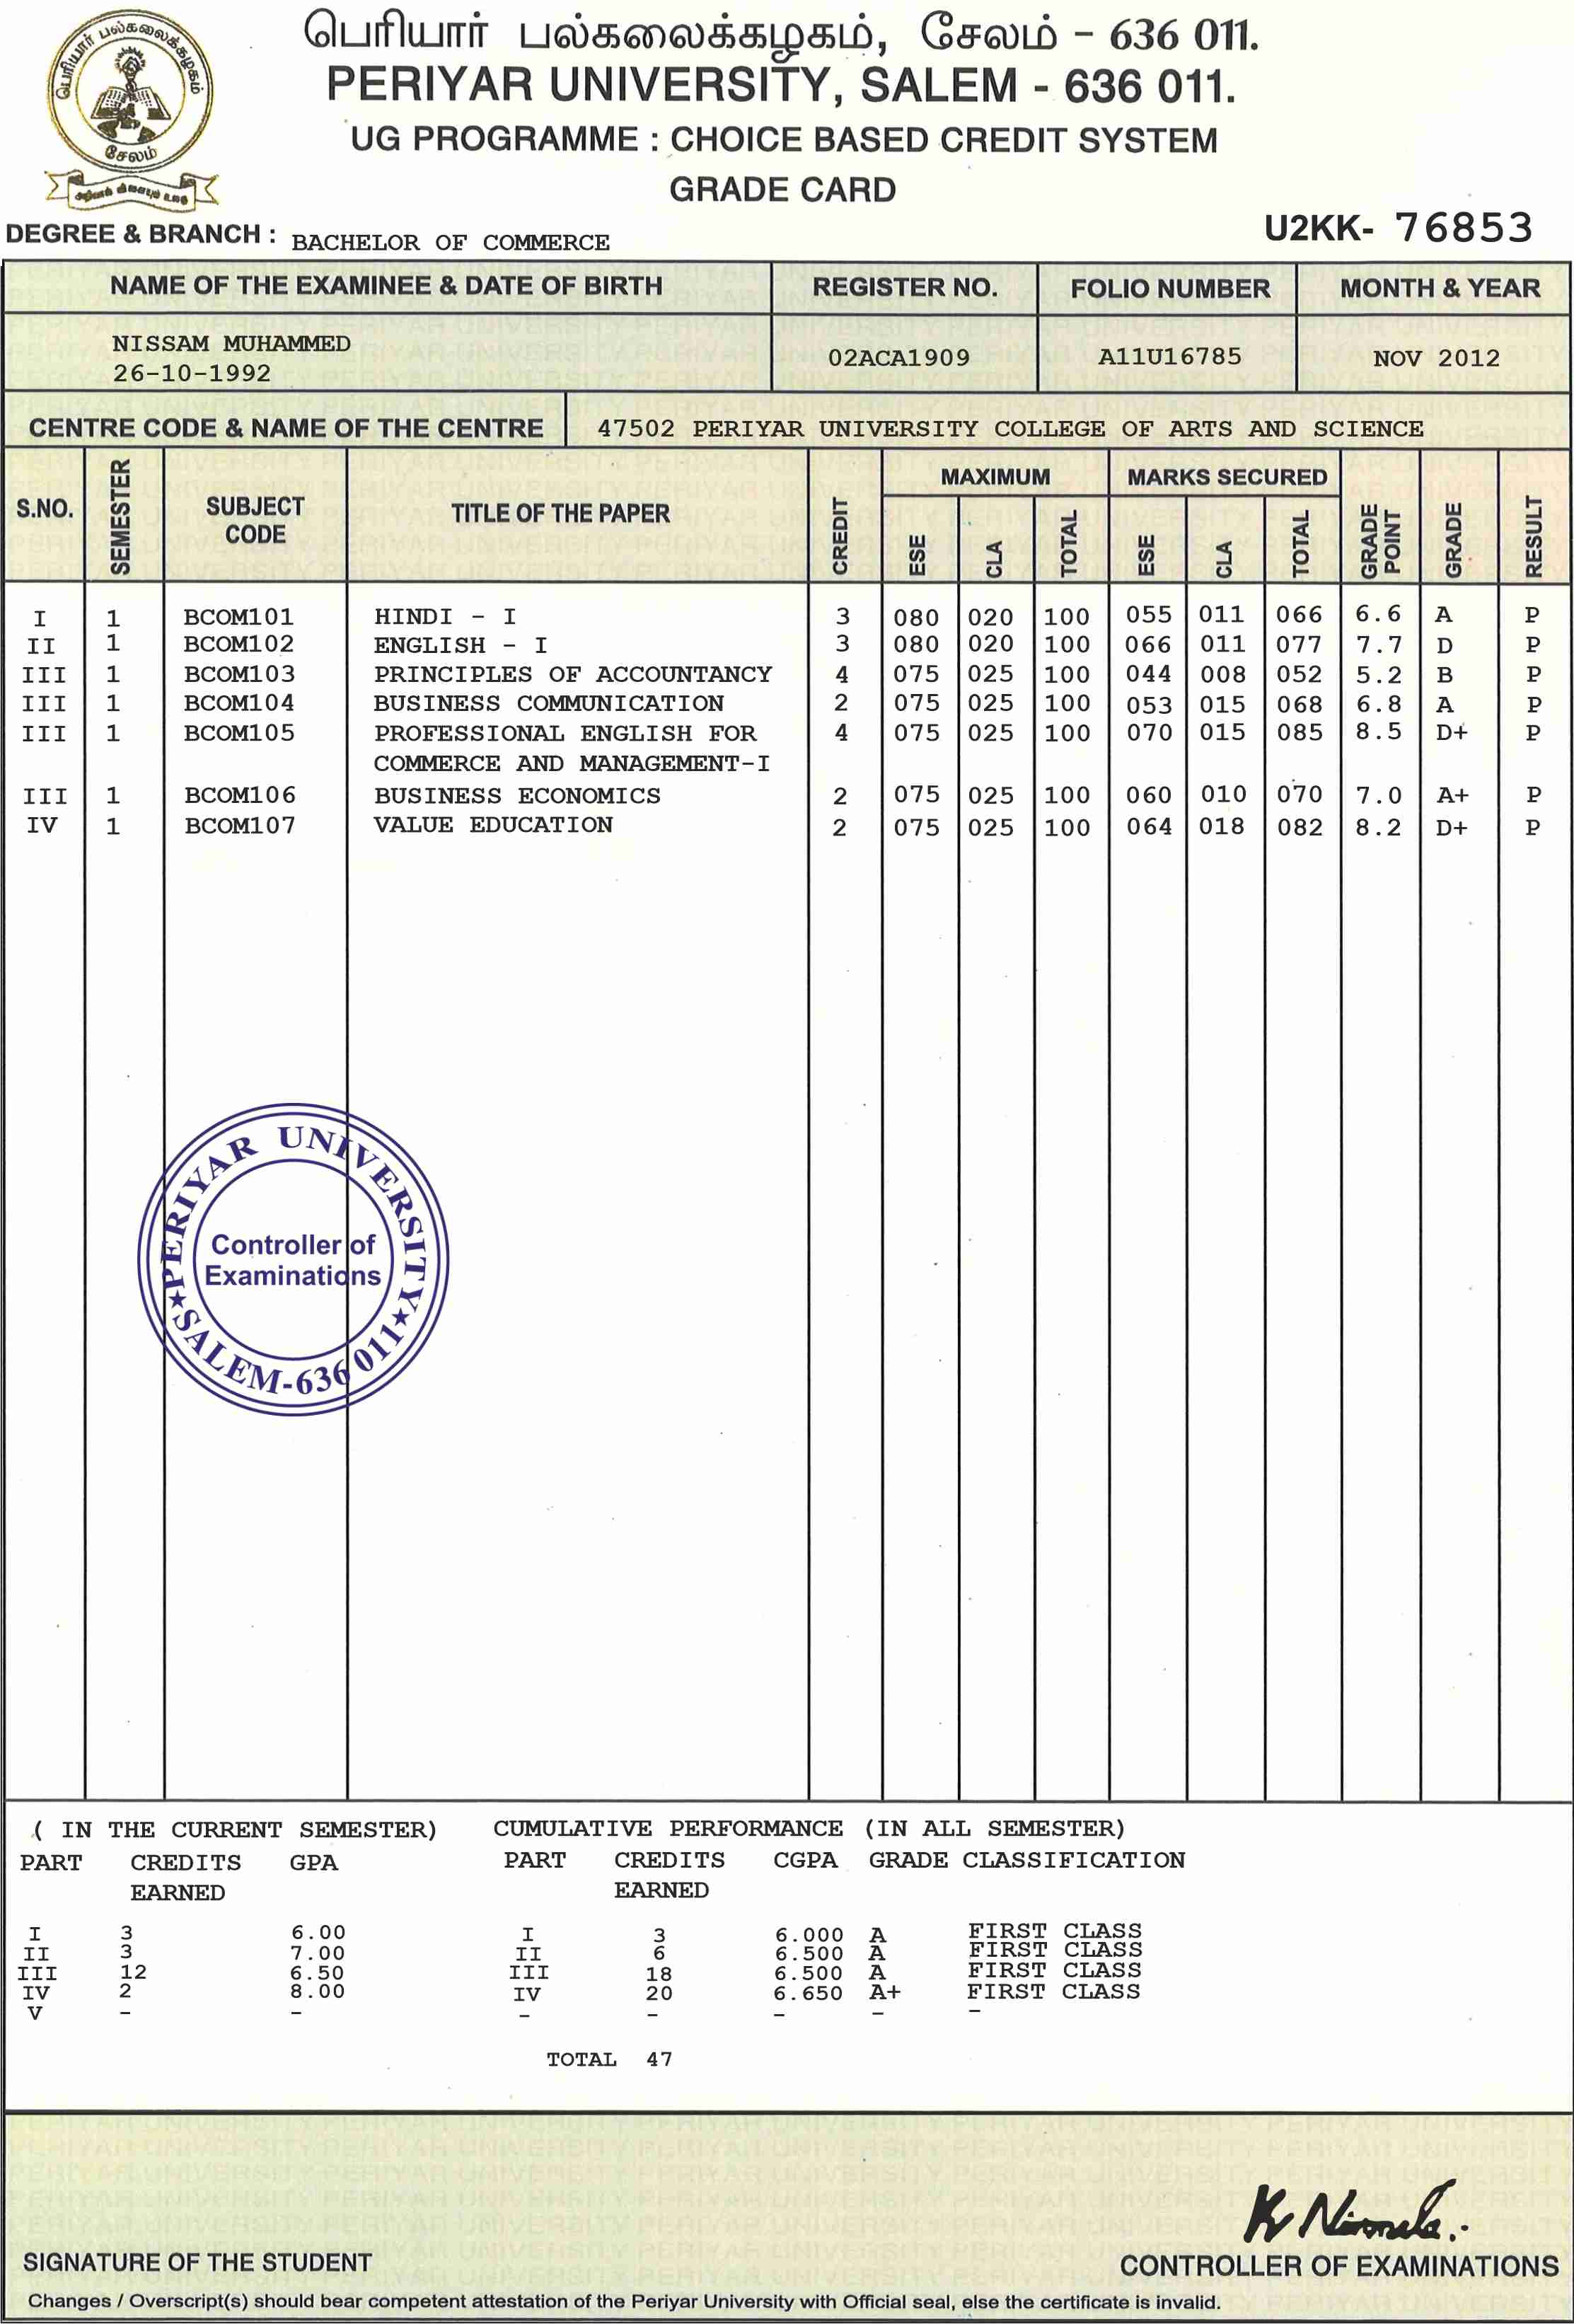 பெரியார் பல்கலைக்கழகம், சேலம் - 636 011.
பெரியார் பல்கலைக்கழகம்
சேலம்
அறிவால் விளையும் உலகு
PERIYAR UNIVERSITY, SALEM - 636 011.
UG PROGRAMME : CHOICE BASED CREDIT SYSTEM
GRADE CARD
DEGREE & BRANCH : BACHELOR OF COMMERCE U2KK- 76853
NAME OF THE EXAMINEE & DATE OF BIRTH REGISTER NO. FOLIO NUMBER MONTH & YEAR
NISSAM MUHAMMED
26-10-1992 02ACA1909 A11U16785 NOV 2012
CENTRE CODE & NAME OF THE CENTRE 47502 PERIYAR UNIVERSITY COLLEGE OF ARTS AND SCIENCE
MAXIMUM MARKS SECURED
S.NO. SEMESTER SUBJECT CODE TITLE OF THE PAPER CREDIT ESE CLA TOTAL ESE CLA TOTAL GRADE POINT GRADE RESULT
I 1 BCOM101 HINDI - I 3 080 020 100 055 011 066 6.6 A P
II 1 BCOM102 ENGLISH - I 3 080 020 100 066 011 077 7.7 D P
III 1 BCOM103 PRINCIPLES OF ACCOUNTANCY 4 075 025 100 044 008 052 5.2 B P
III 1 BCOM104 BUSINESS COMMUNICATION 2 075 025 100 053 015 068 6.8 A P
III 1 BCOM105 PROFESSIONAL ENGLISH FOR 4 075 025 100 070 015 085 8.5 D+ P
COMMERCE AND MANAGEMENT-I
III 1 BCOM106 BUSINESS ECONOMICS 2 075 025 100 060 010 070 7.0 A+ P
IV 1 BCOM107 VALUE EDUCATION 2 075 025 100 064 018 082 8.2 D+ P
PERIYAR UNIVERSITY
Controller of
Examinations
★SALEM-636 011★
( IN THE CURRENT SEMESTER) CUMULATIVE PERFORMANCE (IN ALL SEMESTER)
PART CREDITS GPA PART CREDITS CGPA GRADE CLASSIFICATION
EARNED EARNED
I 3 6.00 I 3 6.000 A FIRST CLASS
II 3 7.00 II 6 6.500 A FIRST CLASS
III 12 6.50 III 18 6.500 A FIRST CLASS
IV 2 8.00 IV 20 6.650 A+ FIRST CLASS
V - - - - - - -
TOTAL 47
K Nirmala.
SIGNATURE OF THE STUDENT CONTROLLER OF EXAMINATIONS
Changes / Overscript(s) should bear competent attestation of the Periyar University with Official seal, else the certificate is invalid.